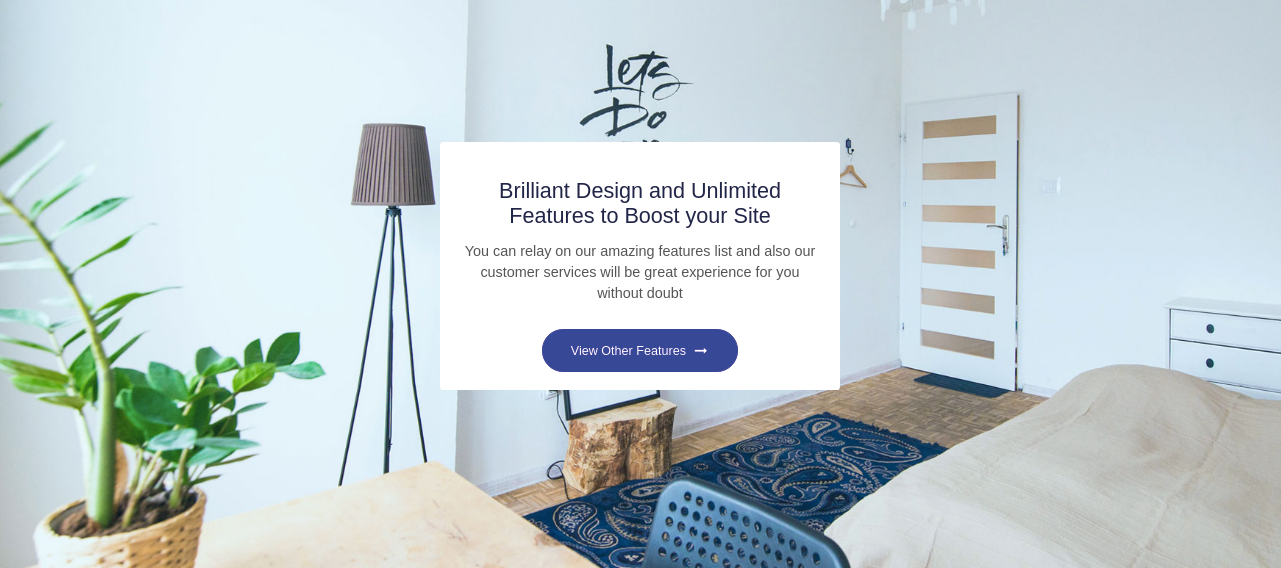 Lets
Do
Brilliant Design and Unlimited
Features to Boost your Site
You can relay on our amazing features list and also our
customer services will be great experience for you
without doubt
View Other Features